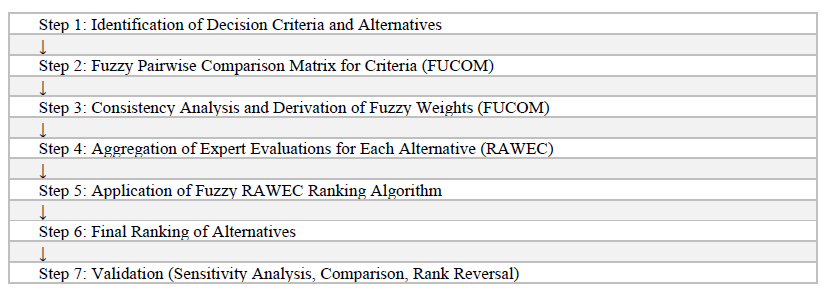 Step 1: Identification of Decision Criteria and Alternatives
↓
Step 2: Fuzzy Pairwise Comparison Matrix for Criteria (FUCOM)
↓
Step 3: Consistency Analysis and Derivation of Fuzzy Weights (FUCOM)
↓
Step 4: Aggregation of Expert Evaluations for Each Alternative (RAWEC)
↓
Step 5: Application of Fuzzy RAWEC Ranking Algorithm
↓
Step 6: Final Ranking of Alternatives
↓
Step 7: Validation (Sensitivity Analysis, Comparison, Rank Reversal)